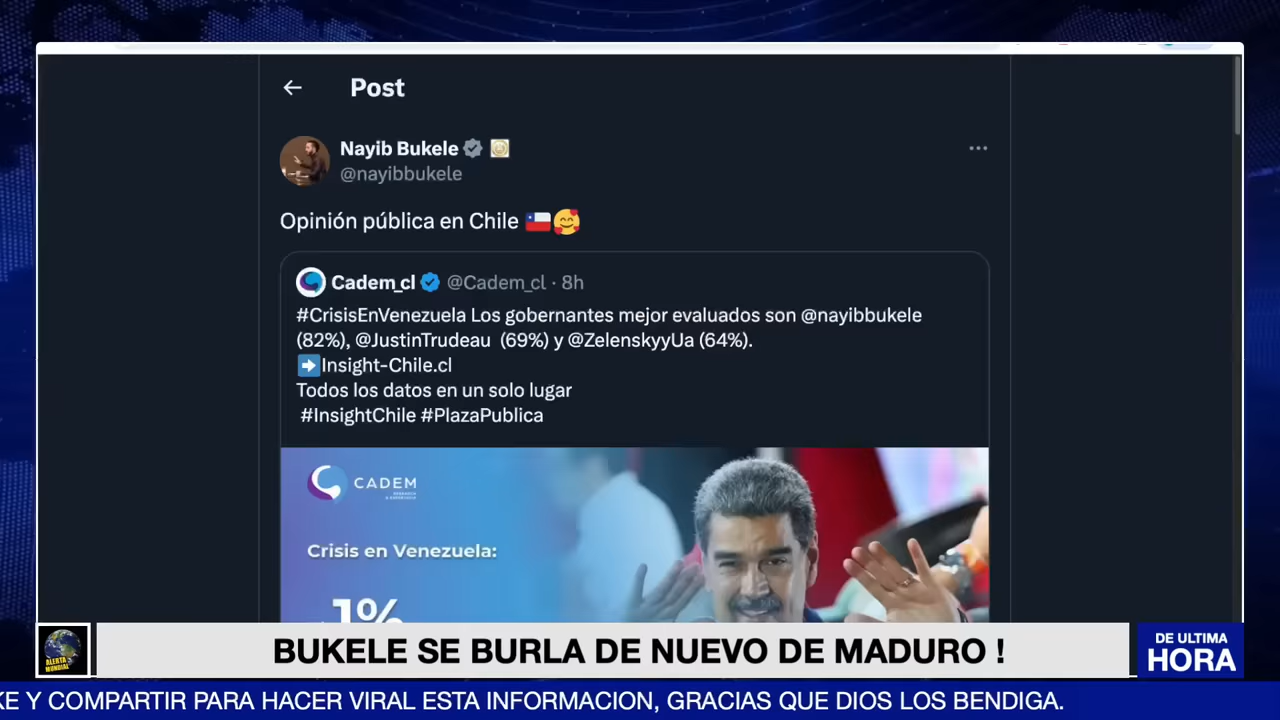 Post
Nayib Bukele
@nayibbukele
Opinión pública en Chile 🇨🇱🥰
Cadem_cl @Cadem_cl · 8h
#CrisisEnVenezuela Los gobernantes mejor evaluados son @nayibbukele
(82%), @JustinTrudeau (69%) y @ZelenskyyUa (64%).
➡️Insight-Chile.cl
Todos los datos en un solo lugar
#InsightChile #PlazaPublica
CADEM
Crisis en Venezuela:
1%
ALERTA
MUNDIAL
BUKELE SE BURLA DE NUEVO DE MADURO !
DE ULTIMA
HORA
KE Y COMPARTIR PARA HACER VIRAL ESTA INFORMACION, GRACIAS QUE DIOS LOS BENDIGA.